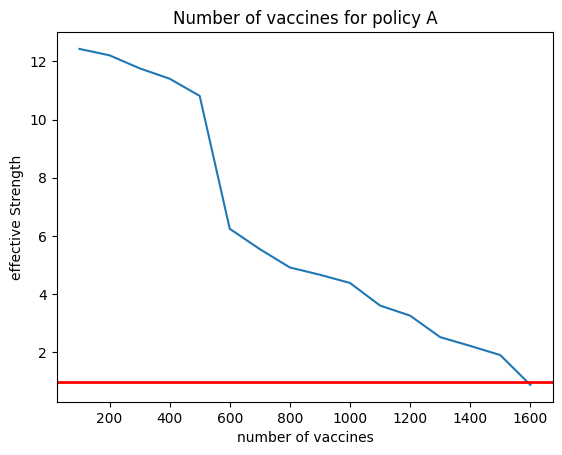 Number of vaccines for policy A
effective Strength
12
10
8
6
4
2
200 400 600 800 1000 1200 1400 1600
number of vaccines